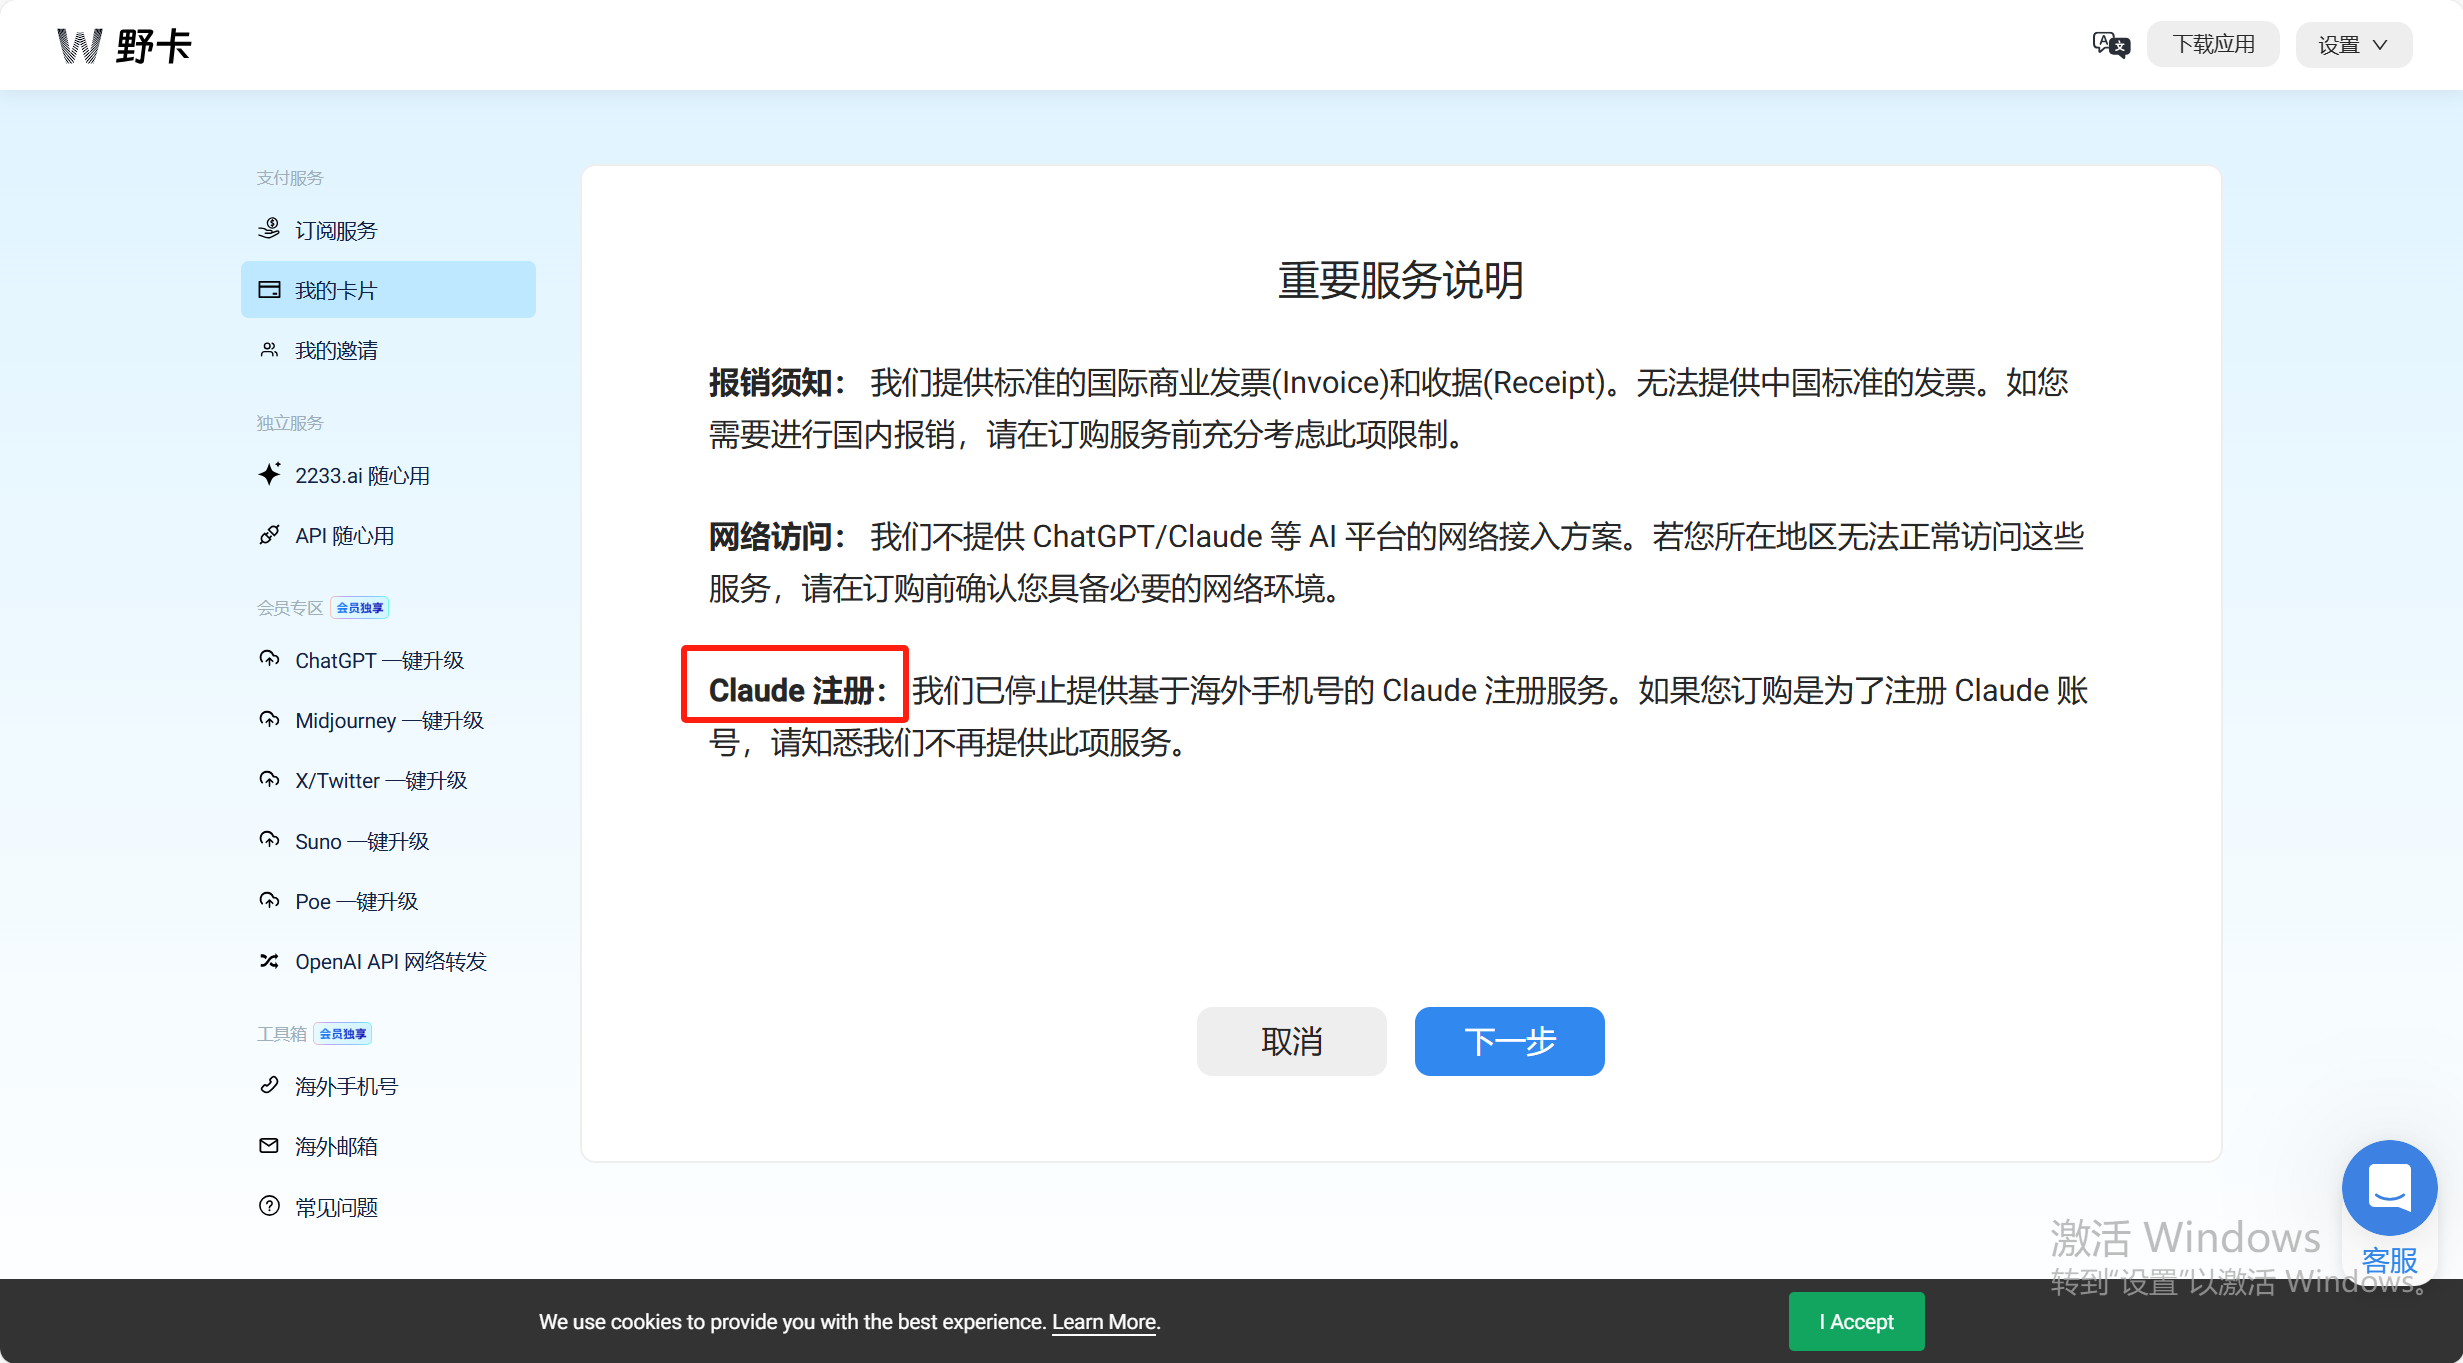 W 野卡
A文
下载应用
设置
支付服务
订阅服务
我的卡片
我的邀请
独立服务
2233.ai 随心用
API 随心用
会员专区 会员独享
ChatGPT 一键升级
Midjourney 一键升级
X/Twitter 一键升级
Suno 一键升级
Poe 一键升级
OpenAI API 网络转发
工具箱 会员独享
海外手机号
海外邮箱
常见问题
重要服务说明
报销须知： 我们提供标准的国际商业发票(Invoice)和收据(Receipt)。无法提供中国标准的发票。如您
需要进行国内报销，请在订购服务前充分考虑此项限制。
网络访问： 我们不提供 ChatGPT/Claude 等 AI 平台的网络接入方案。若您所在地区无法正常访问这些
服务，请在订购前确认您具备必要的网络环境。
Claude 注册： 我们已停止提供基于海外手机号的 Claude 注册服务。如果您订购是为了注册 Claude 账
号，请知悉我们不再提供此项服务。
取消
下一步
客服
激活 Windows
转到“设置”以激活 Windows。
We use cookies to provide you with the best experience. Learn More.
I Accept